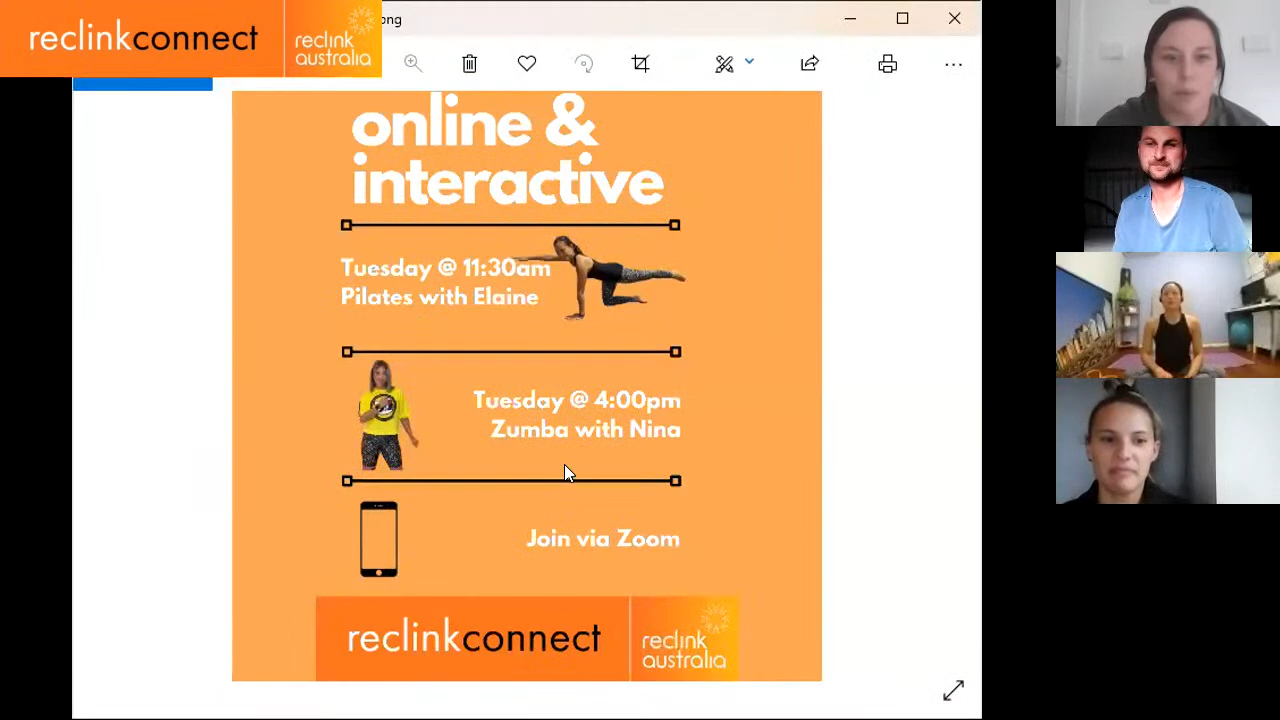 reclinkconnect
reclink
australia
ong
online &
interactive
Tuesday @ 11:30am
Pilates with Elaine
Tuesday @ 4:00pm
Zumba with Nina
Join via Zoom
reclinkconnect
reclink
australia